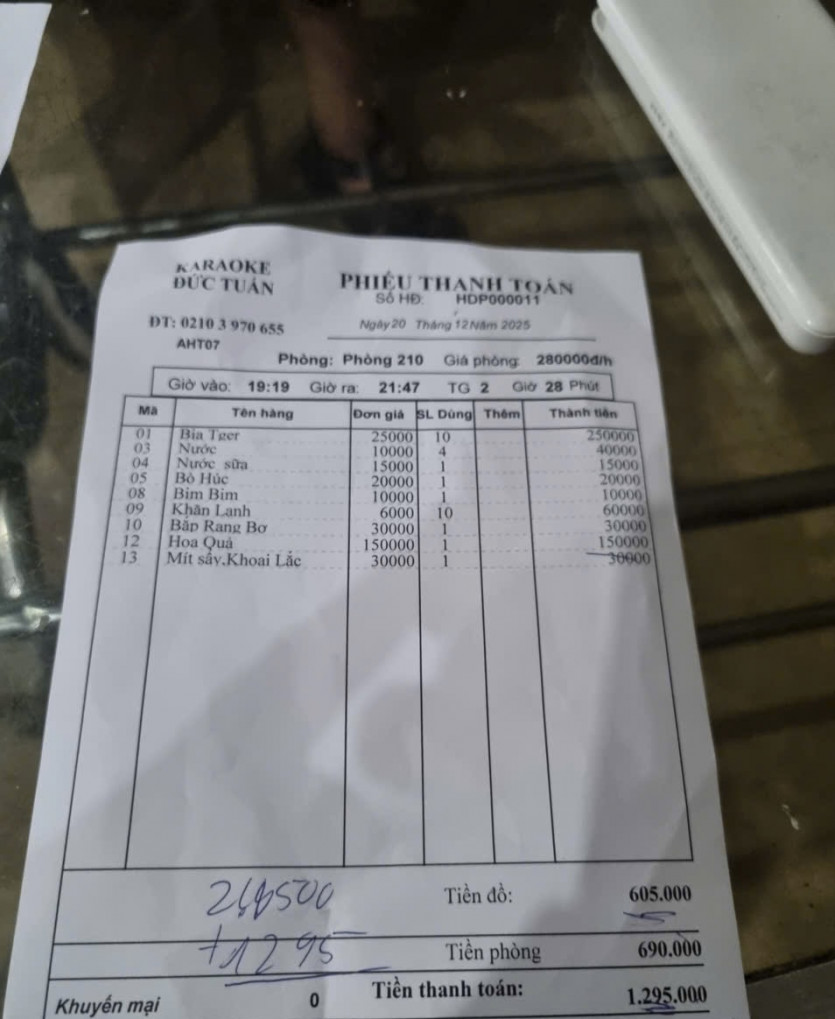 KARAOKE
ĐỨC TUẤN
PHIẾU THANH TOÁN
Số HĐ: HDP000011
ĐT: 0210 3 970 655
Ngày 20 Tháng 12 Năm 2025
AHT07
Phòng: Phòng 210 Giá phòng: 280000đ/h
Giờ vào: 19:19 Giờ ra: 21:47 TG 2 Giờ 28 Phút
Mã Tên hàng Đơn giá SL Dùng Thêm Thành tiền
01 Bia Tger 25000 10 250000
03 Nước 10000 4 40000
04 Nước sữa 15000 1 15000
05 Bò Húc 20000 1 20000
08 Bim Bim 10000 1 10000
09 Khăn Lạnh 6000 10 60000
10 Bắp Rang Bơ 30000 1 30000
12 Hoa Quả 150000 1 150000
13 Mít sấy.Khoai Lắc 30000 1 30000
Tiền đồ: 605.000
+1295
Tiền phòng 690.000
Khuyến mại 0 Tiền thanh toán: 1.295.000